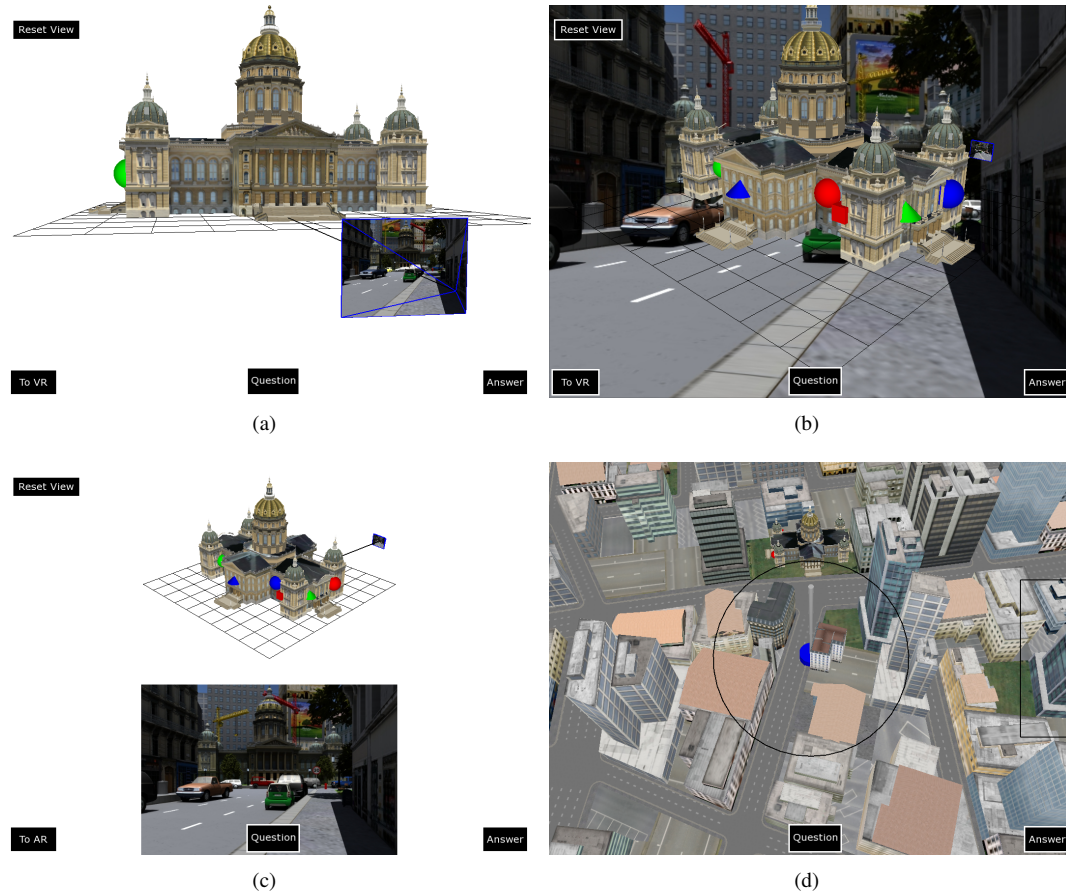 Reset View
Reset View
To VR
Question
Answer
To VR
Question
Answer
(a)
(b)
Reset View
To AR
Question
Answer
Question
Answer
(c)
(d)